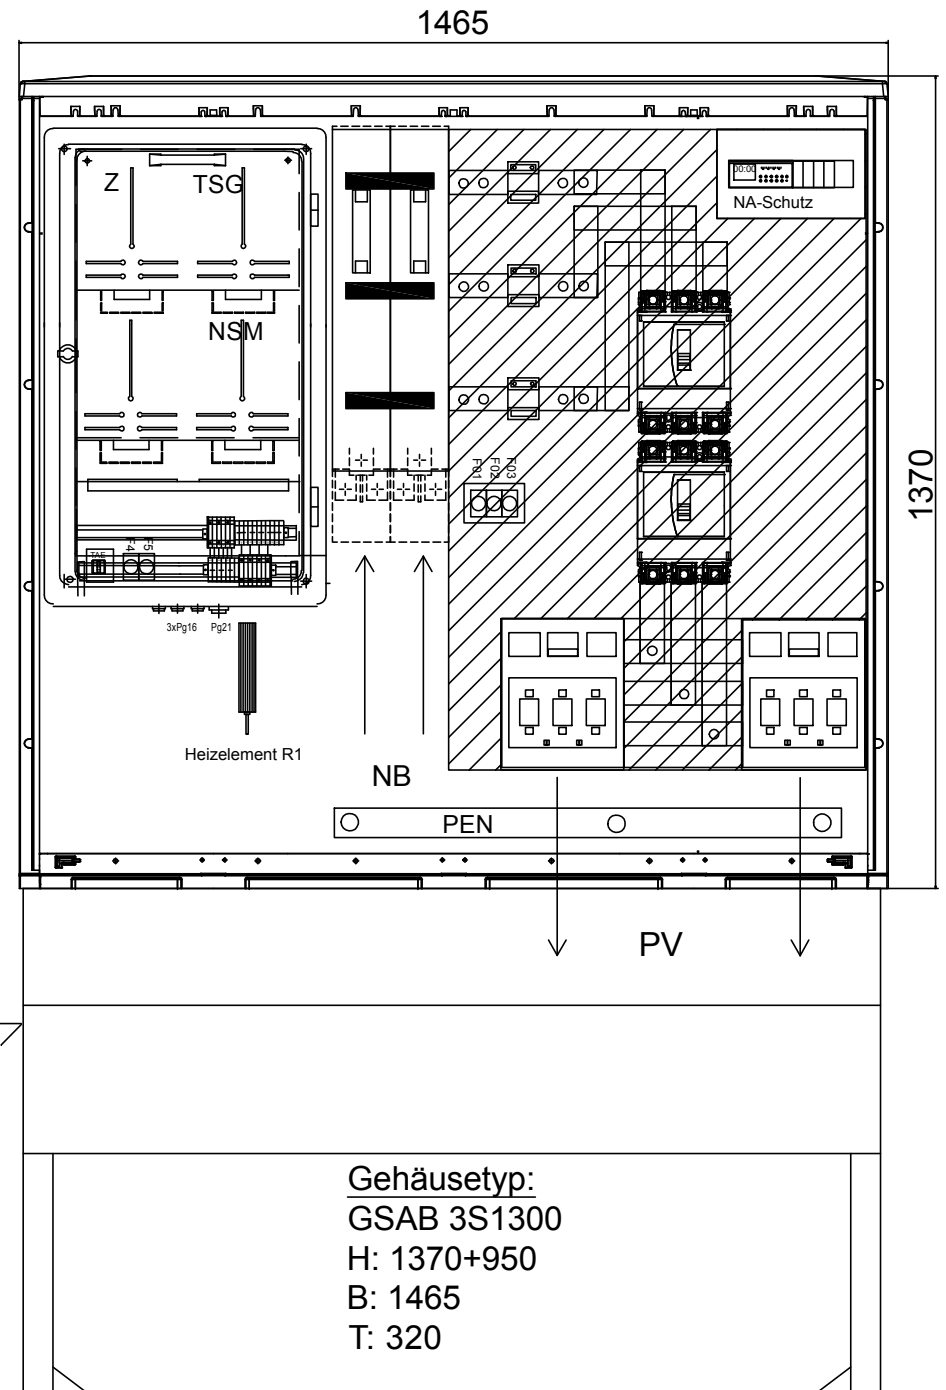 1465
Z
TSG
00:00
NA-Schutz
NSM
F01
F02
F03
1370
TAE
F4
F5
3xPg16
Pg21
Heizelement R1
NB
PEN
PV
Gehäusetyp:
GSAB 3S1300
H: 1370+950
B: 1465
T: 320